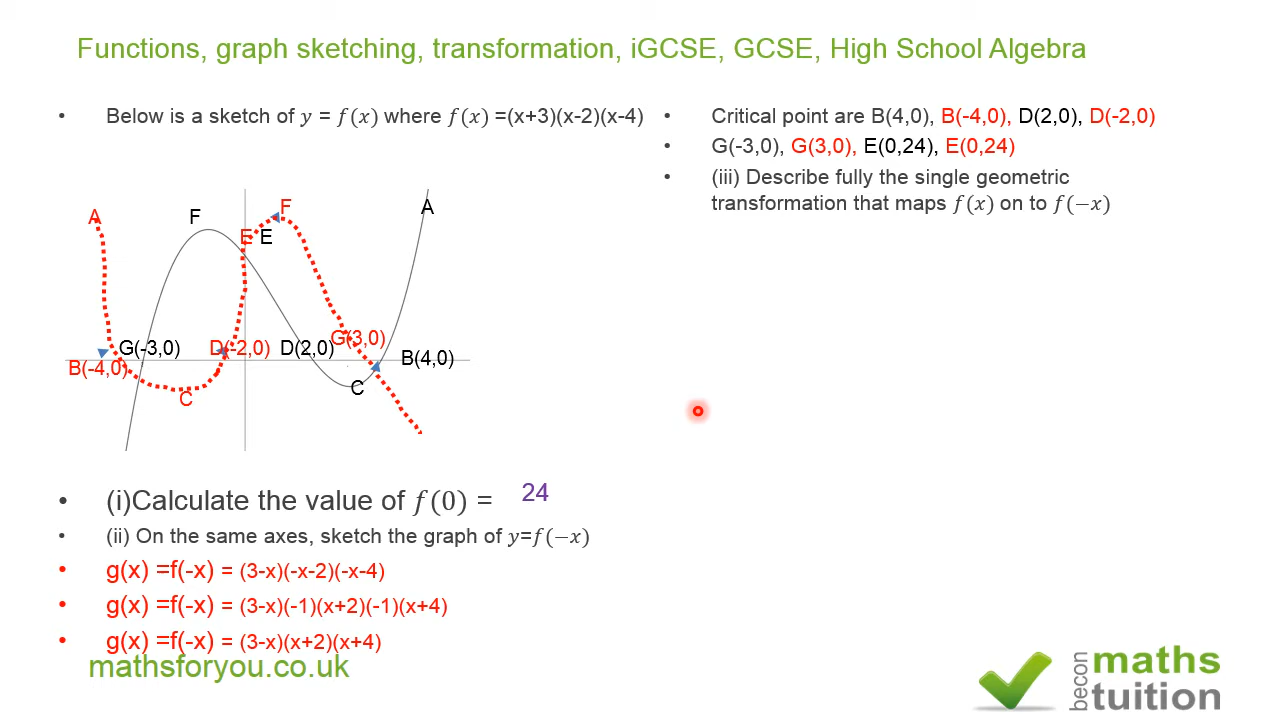 Functions, graph sketching, transformation, iGCSE, GCSE, High School Algebra
• Below is a sketch of y = f(x) where f(x) =(x+3)(x-2)(x-4)
A
F
F
A
E
E
G(-3,0)
D(-2,0)
D(2,0)
G(3,0)
B(4,0)
B(-4,0)
C
C
• (i)Calculate the value of f(0) = 24
• (ii) On the same axes, sketch the graph of y=f(−x)
• g(x) =f(-x) = (3-x)(-x-2)(-x-4)
• g(x) =f(-x) = (3-x)(-1)(x+2)(-1)(x+4)
• g(x) =f(-x) = (3-x)(x+2)(x+4)
mathsforyou.co.uk
• Critical point are B(4,0), B(-4,0), D(2,0), D(-2,0)
• G(-3,0), G(3,0), E(0,24), E(0,24)
• (iii) Describe fully the single geometric
transformation that maps f(x) on to f(−x)
becon
maths
tuition